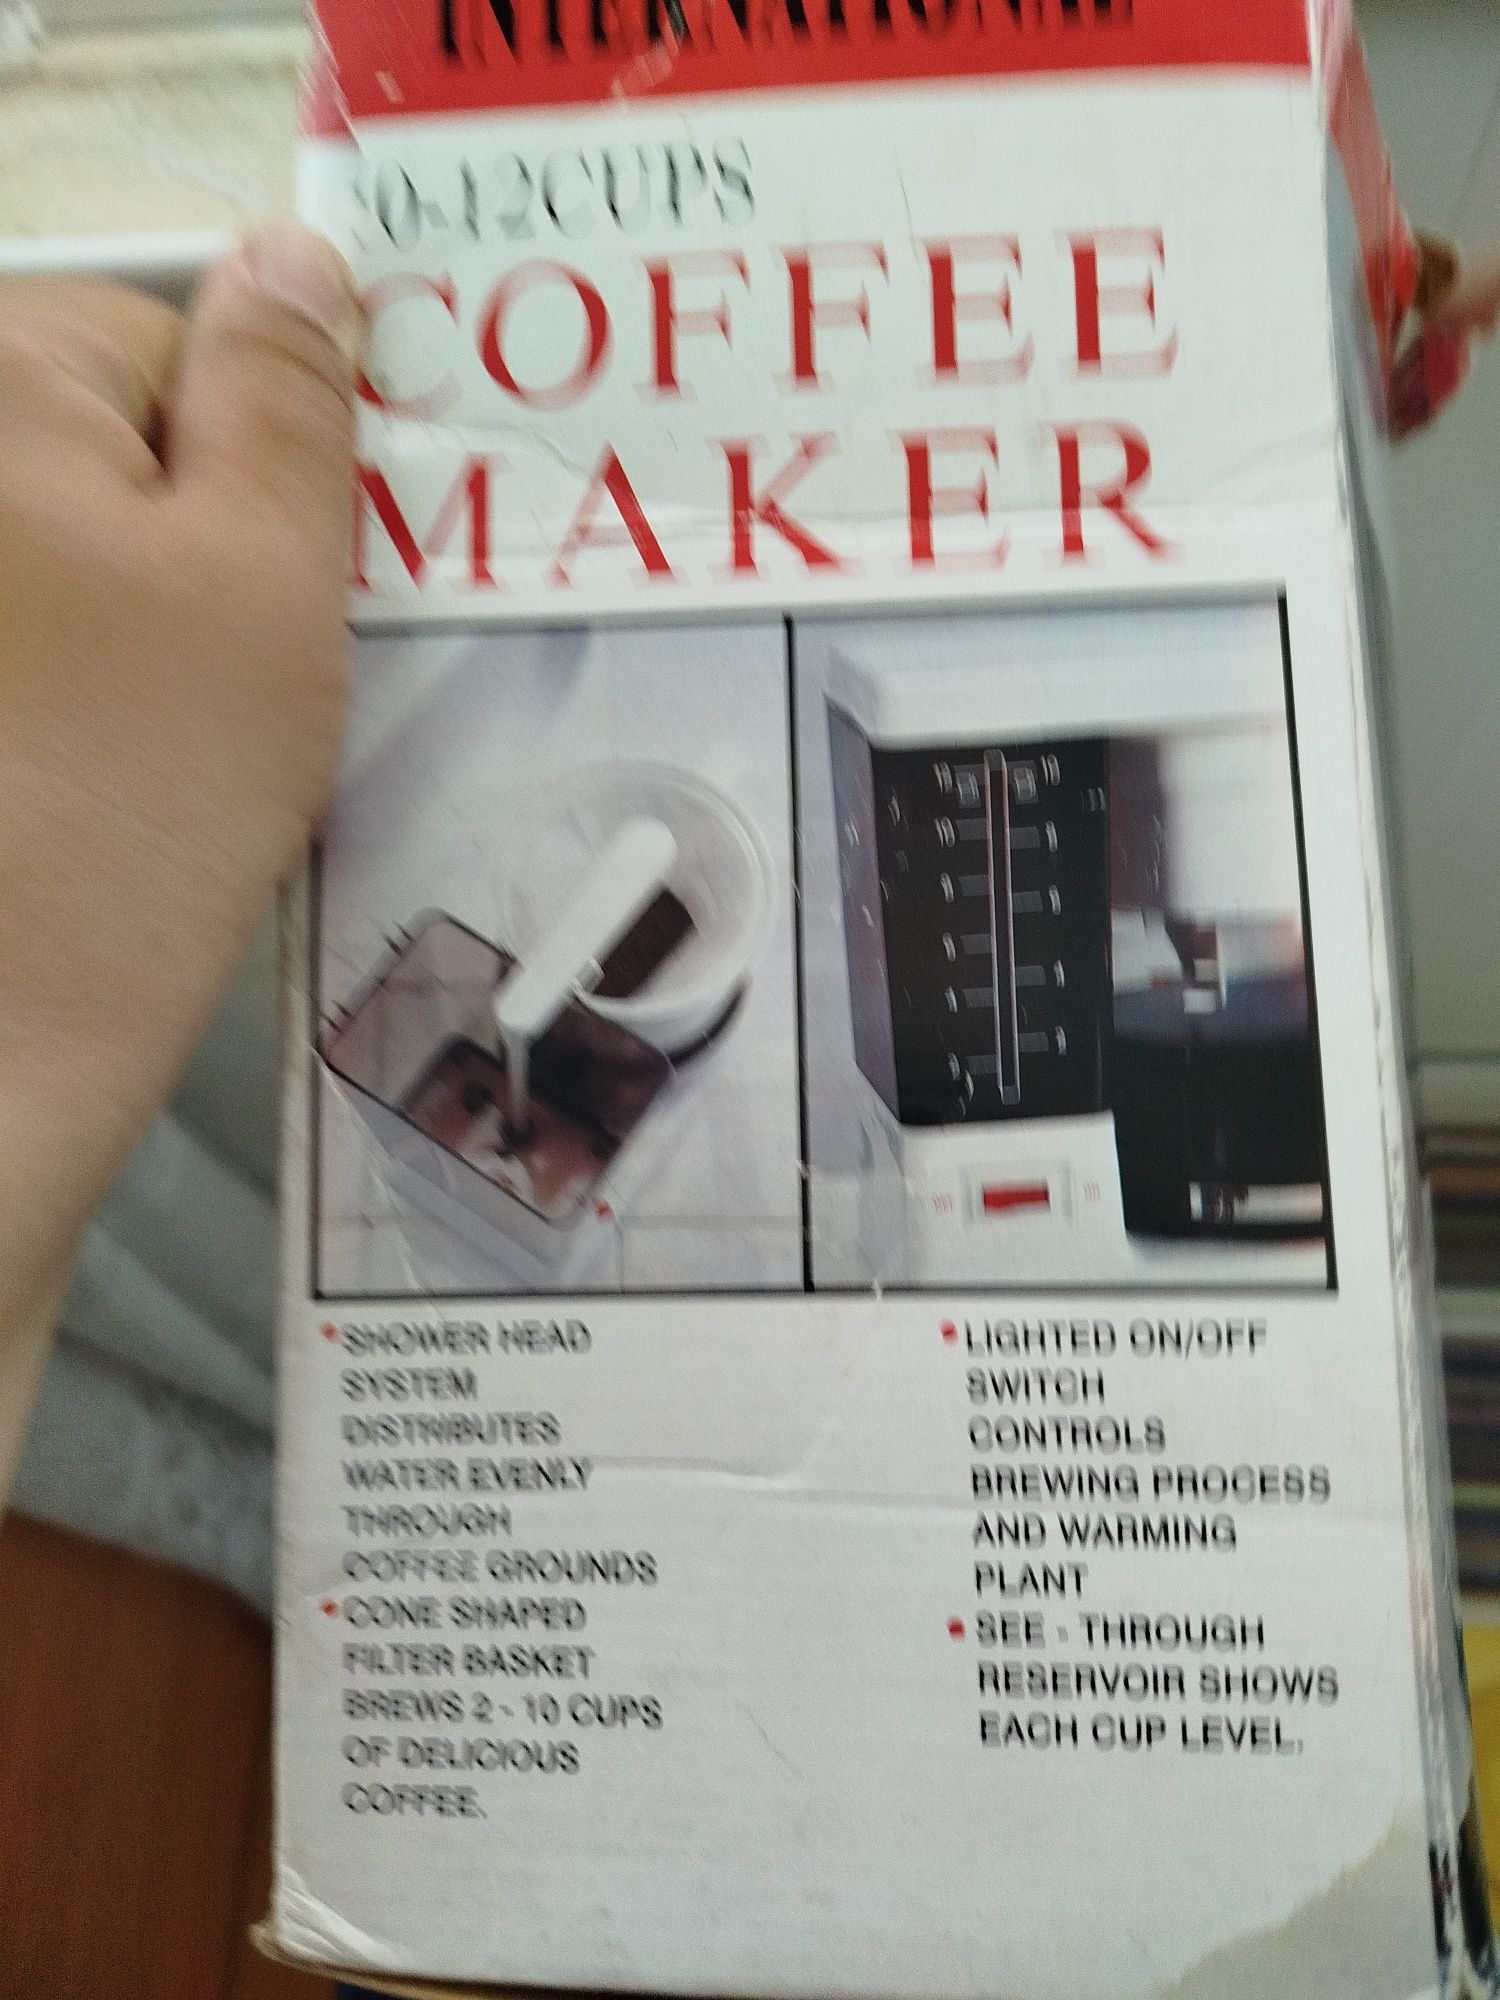 INTERNATIONAL
10-12CUPS
COFFEE
MAKER
SHOWER HEAD
SYSTEM
DISTRIBUTES
WATER EVENLY
THROUGH
COFFEE GROUNDS
CONE SHAPED
FILTER BASKET
BREWS 2 - 10 CUPS
OF DELICIOUS
COFFEE.
LIGHTED ON/OFF
SWITCH
CONTROLS
BREWING PROCESS
AND WARMING
PLANT
SEE - THROUGH
RESERVOIR SHOWS
EACH CUP LEVEL.